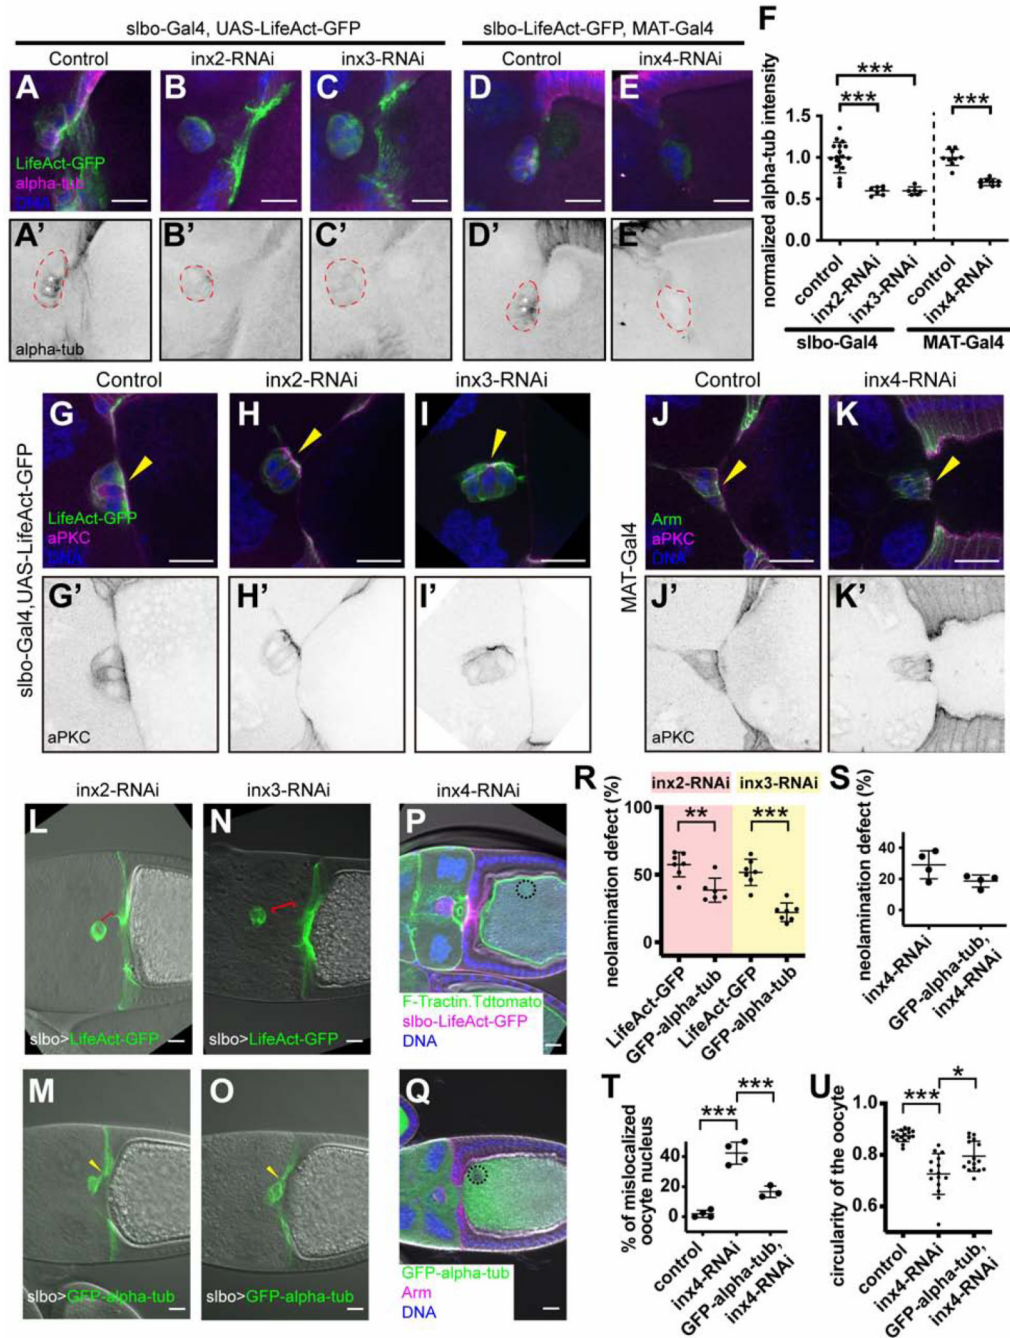 slbo-Gal4, UAS-LifeAct-GFP
slbo-LifeAct-GFP, MAT-Gal4
Control
inx2-RNAi
inx3-RNAi
Control
inx4-RNAi
A
LifeAct-GFP
alpha-tub
DNA
B
C
D
E
A’
alpha-tub
B’
C’
D’
E’
F
normalized alpha-tub intensity
1.5
1.0
0.5
0.0
***
***
***
control
inx2-RNAi
inx3-RNAi
control
inx4-RNAi
slbo-Gal4
MAT-Gal4
Control
inx2-RNAi
inx3-RNAi
Control
inx4-RNAi
slbo-Gal4,UAS-LifeAct-GFP
G
LifeAct-GFP
aPKC
DNA
H
I
MAT-Gal4
J
Arm
aPKC
DNA
K
G’
aPKC
H’
I’
J’
aPKC
K’
inx2-RNAi
inx3-RNAi
inx4-RNAi
L
slbo>LifeAct-GFP
N
slbo>LifeAct-GFP
P
F-Tractin.Tdtomato
slbo-LifeAct-GFP
DNA
M
slbo>GFP-alpha-tub
O
slbo>GFP-alpha-tub
Q
GFP-alpha-tub
Arm
DNA
R
inx2-RNAi
inx3-RNAi
neolamination defect (%)
100
50
0
**
***
LifeAct-GFP
GFP-alpha-tub
LifeAct-GFP
GFP-alpha-tub
S
neolamination defect (%)
40
20
0
inx4-RNAi
GFP-alpha-tub,
inx4-RNAi
T
% of mislocalized
oocyte nucleus
40
20
0
***
***
control
inx4-RNAi
GFP-alpha-tub,
inx4-RNAi
U
circularity of the oocyte
1.0
0.8
0.6
***
*
control
inx4-RNAi
GFP-alpha-tub,
inx4-RNAi